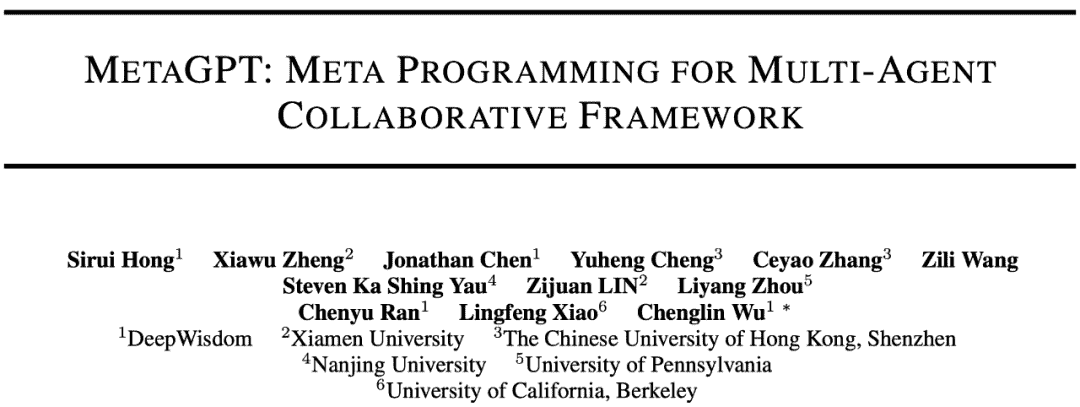 METAGPT: META PROGRAMMING FOR MULTI-AGENT
COLLABORATIVE FRAMEWORK
Sirui Hong¹ Xiawu Zheng² Jonathan Chen¹ Yuheng Cheng³ Ceyao Zhang³ Zili Wang
Steven Ka Shing Yau⁴ Zijuan LIN² Liyang Zhou⁵
Chenyu Ran¹ Lingfeng Xiao⁶ Chenglin Wu¹ *
¹DeepWisdom ²Xiamen University ³The Chinese University of Hong Kong, Shenzhen
⁴Nanjing University ⁵University of Pennsylvania
⁶University of California, Berkeley